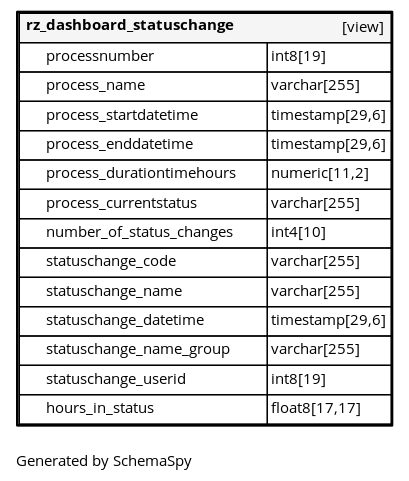 rz_dashboard_statuschange [view]
processnumber int8[19]
process_name varchar[255]
process_startdatetime timestamp[29,6]
process_enddatetime timestamp[29,6]
process_durationtimehours numeric[11,2]
process_currentstatus varchar[255]
number_of_status_changes int4[10]
statuschange_code varchar[255]
statuschange_name varchar[255]
statuschange_datetime timestamp[29,6]
statuschange_name_group varchar[255]
statuschange_userid int8[19]
hours_in_status float8[17,17]
Generated by SchemaSpy